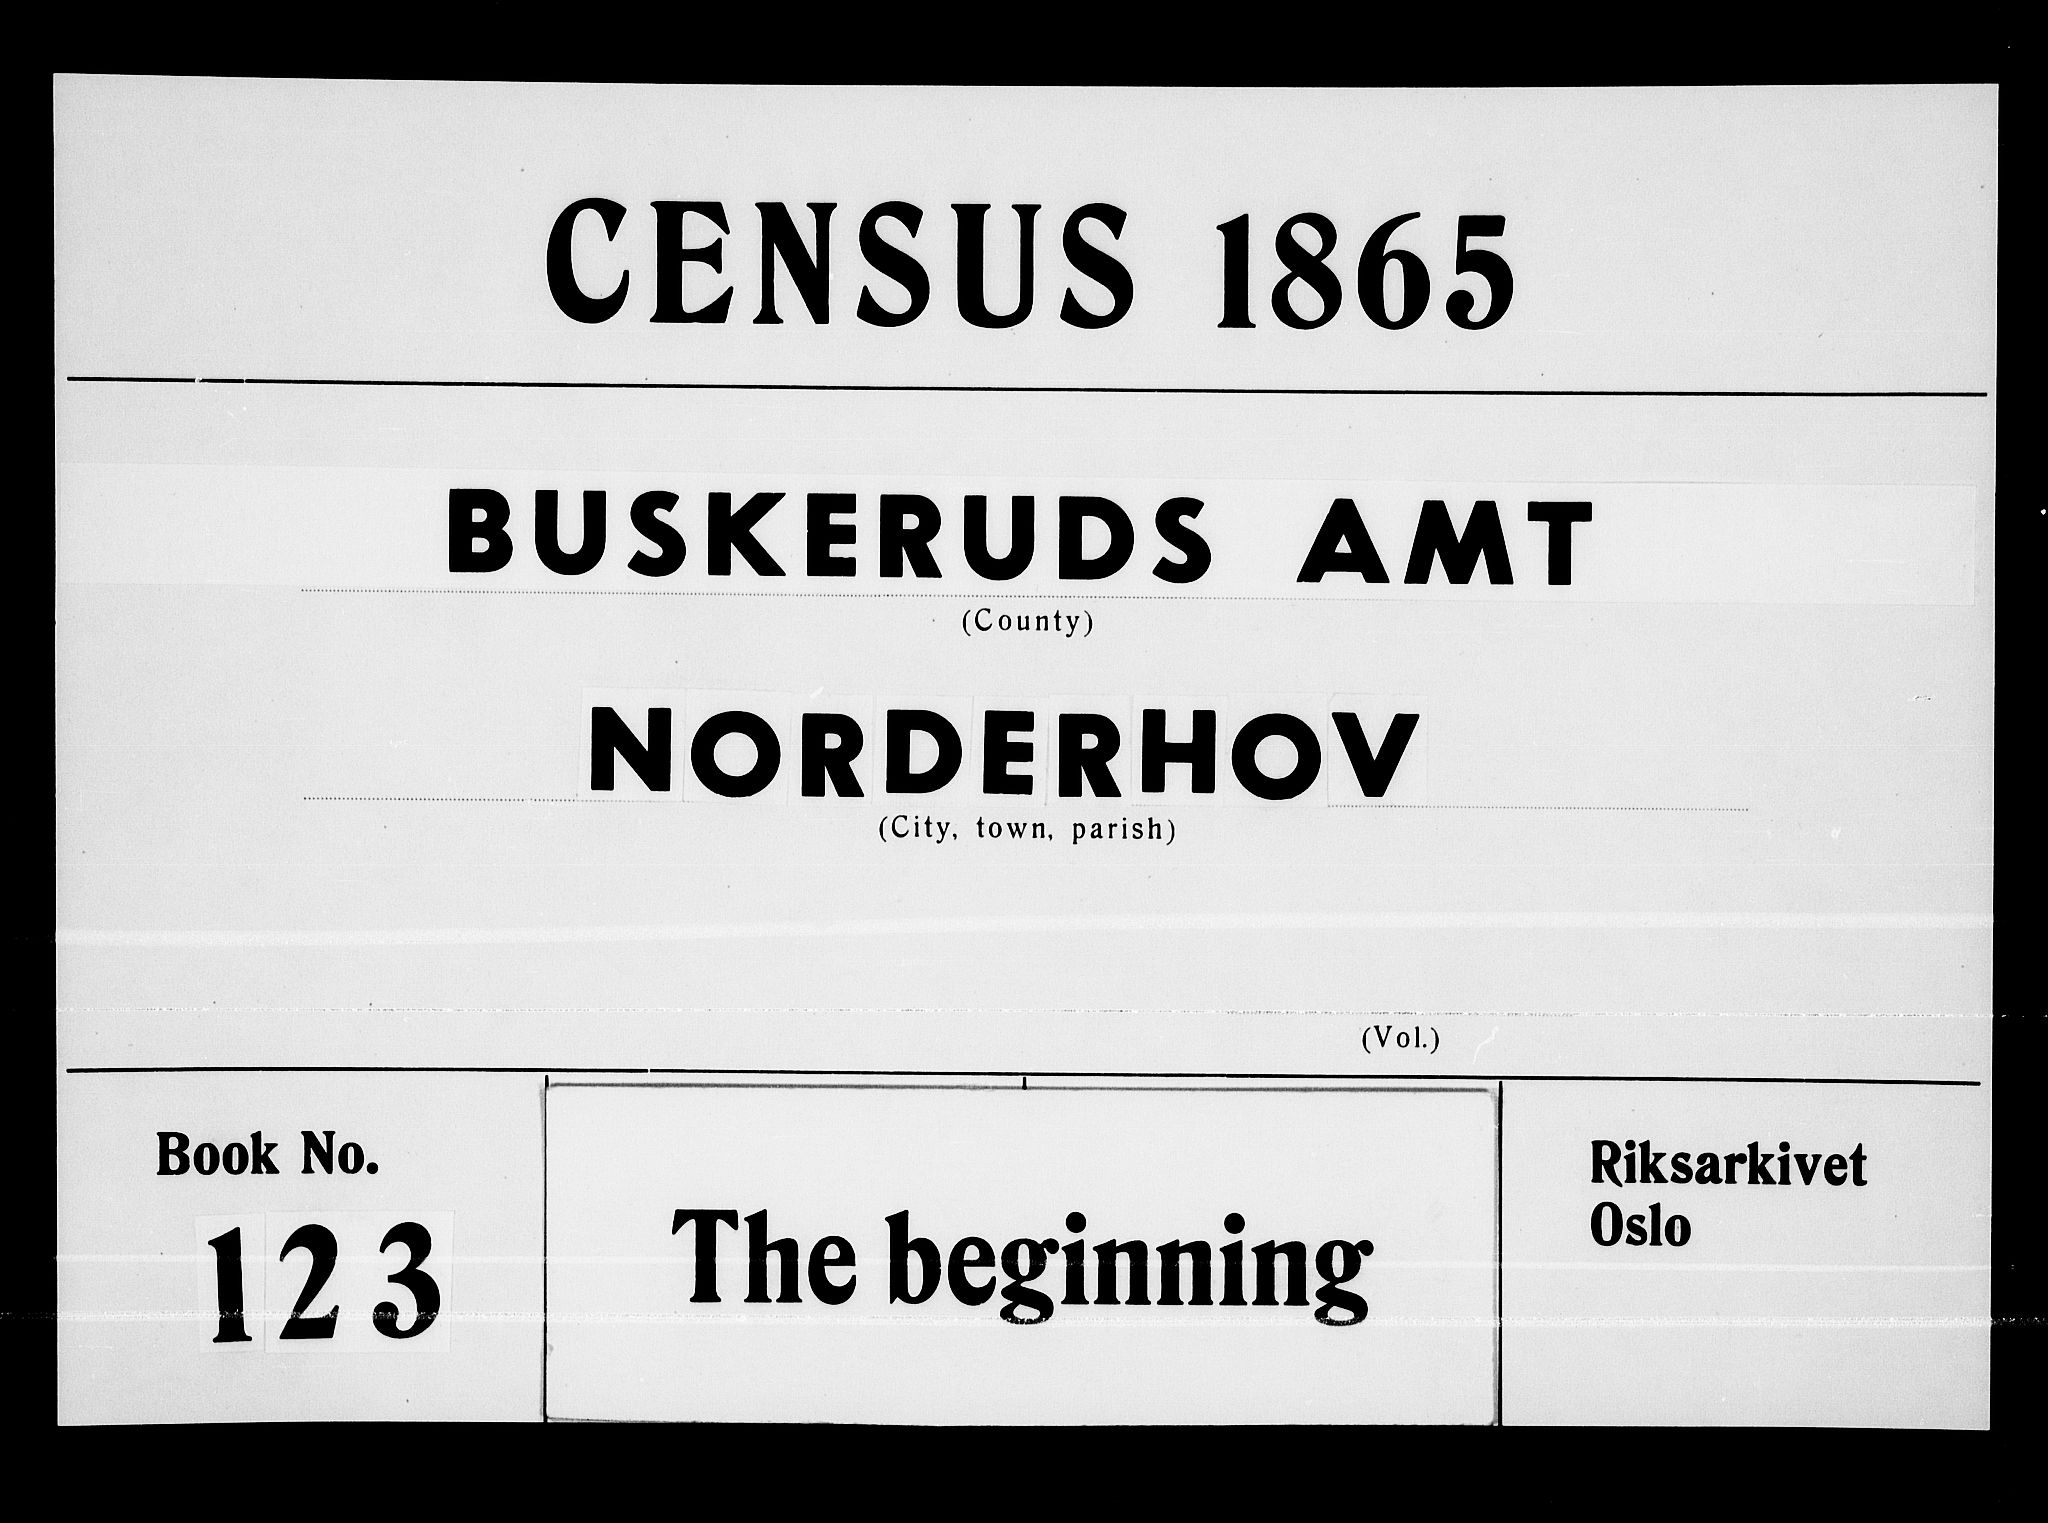 CENSUS 1865
BUSKERUDS AMT
(County)
NORDERHOV
(City, town, parish)
(Vol.)
Book No.
123
The beginning
Riksarkivet
Oslo